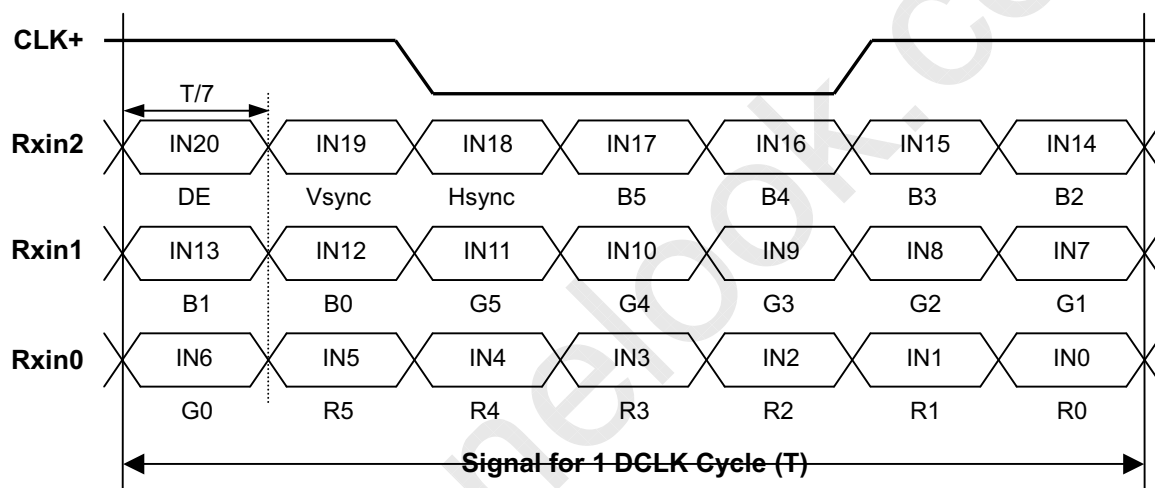 CLK+
T/7
Rxin2 IN20 IN19 IN18 IN17 IN16 IN15 IN14
DE Vsync Hsync B5 B4 B3 B2
Rxin1 IN13 IN12 IN11 IN10 IN9 IN8 IN7
B1 B0 G5 G4 G3 G2 G1
Rxin0 IN6 IN5 IN4 IN3 IN2 IN1 IN0
G0 R5 R4 R3 R2 R1 R0
Signal for 1 DCLK Cycle (T)